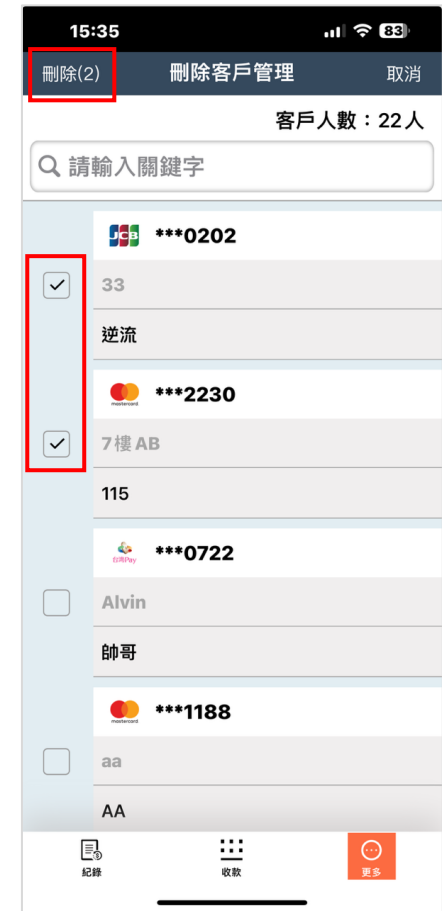 15:35
83
刪除(2) 刪除客戶管理 取消
客戶人數：22人
請輸入關鍵字
JCB ***0202
33
逆流
mastercard ***2230
7樓AB
115
台灣Pay ***0722
Alvin
帥哥
mastercard ***1188
aa
AA
紀錄 收款 更多